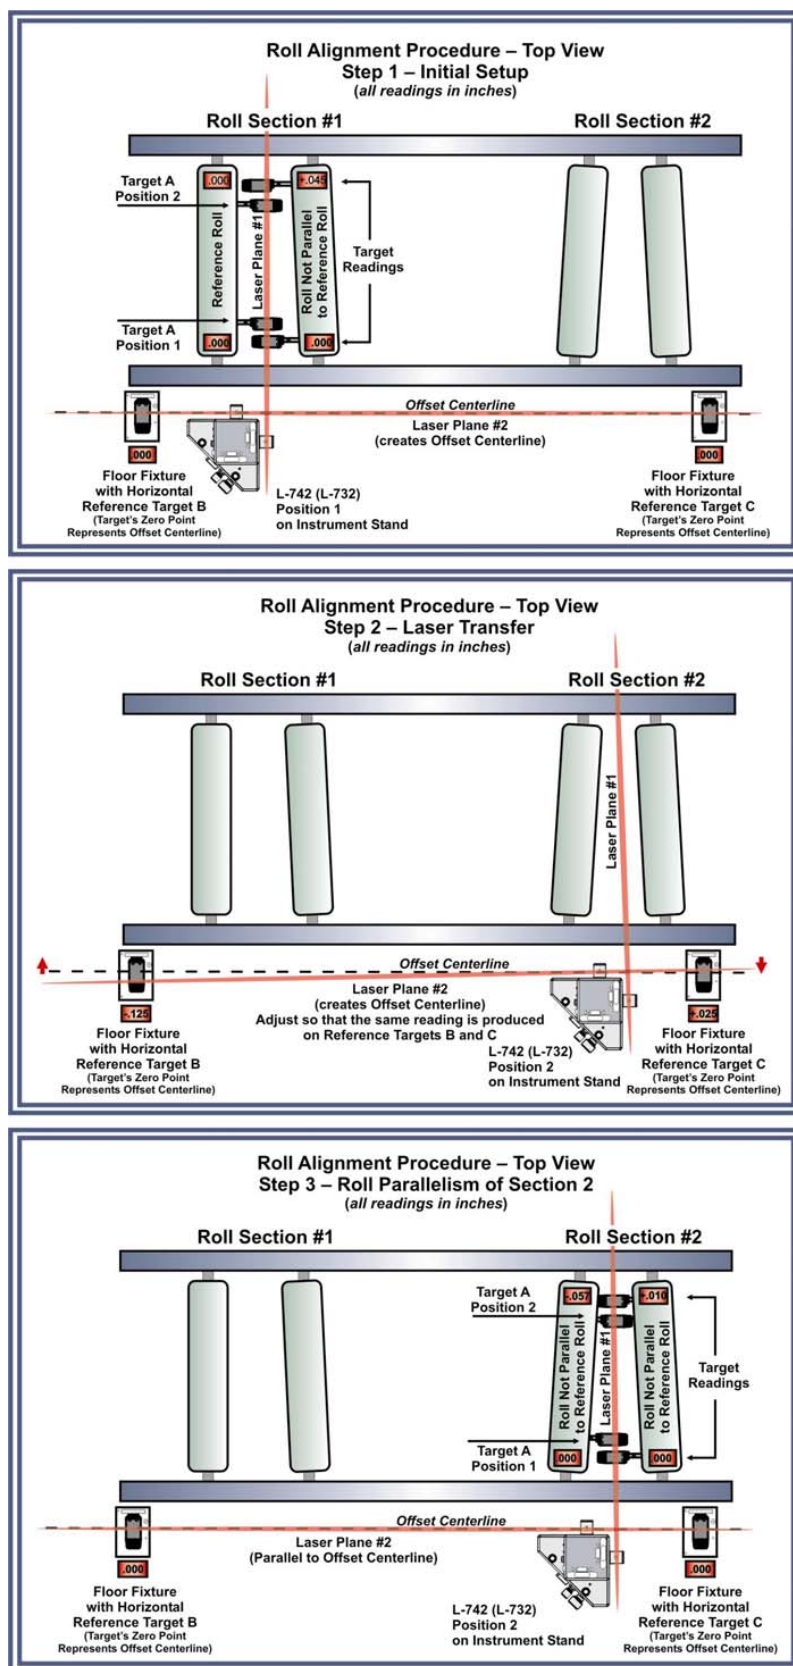 Roll Alignment Procedure – Top View
Step 1 – Initial Setup
(all readings in inches)
Roll Section #1
Roll Section #2
Target A
Position 2
.000
+.045
Reference Roll
Laser Plane #1
Roll Not Parallel
to Reference Roll
Target
Readings
Target A
Position 1
.000
.000
Offset Centerline
Laser Plane #2
(creates Offset Centerline)
.000
.000
Floor Fixture
with Horizontal
Reference Target B
(Target's Zero Point
Represents Offset Centerline)
L-742 (L-732)
Position 1
on Instrument Stand
Floor Fixture
with Horizontal
Reference Target C
(Target's Zero Point
Represents Offset Centerline)
Roll Alignment Procedure – Top View
Step 2 – Laser Transfer
(all readings in inches)
Roll Section #1
Roll Section #2
Laser Plane #1
Offset Centerline
Laser Plane #2
(creates Offset Centerline)
Adjust so that the same reading is produced
on Reference Targets B and C
-.125
+.025
Floor Fixture
with Horizontal
Reference Target B
(Target's Zero Point
Represents Offset Centerline)
L-742 (L-732)
Position 2
on Instrument Stand
Floor Fixture
with Horizontal
Reference Target C
(Target's Zero Point
Represents Offset Centerline)
Roll Alignment Procedure – Top View
Step 3 – Roll Parallelism of Section 2
(all readings in inches)
Roll Section #1
Roll Section #2
Target A
Position 2
-.057
+.010
Roll Not Parallel
to Reference Roll
Laser Plane #1
Roll Not Parallel
to Reference Roll
Target
Readings
Target A
Position 1
000
000
Offset Centerline
Laser Plane #2
(Parallel to Offset Centerline)
.000
.000
Floor Fixture
with Horizontal
Reference Target B
(Target's Zero Point
Represents Offset Centerline)
L-742 (L-732)
Position 2
on Instrument Stand
Floor Fixture
with Horizontal
Reference Target C
(Target's Zero Point
Represents Offset Centerline)